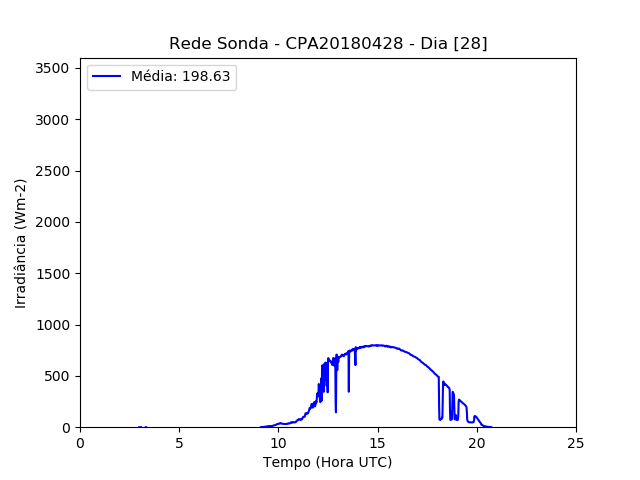 Rede Sonda - CPA20180428 - Dia [28]
Média: 198.63
3500
3000
2500
2000
1500
1000
500
0
Irradiância (Wm-2)
0 5 10 15 20 25
Tempo (Hora UTC)